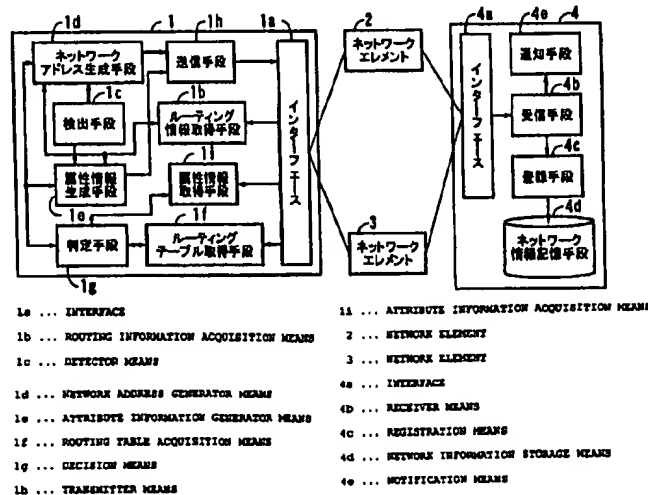 1d
1
1h
1a
2
4a
4e
4
ネットワーク
アドレス生成手段
送信手段
ネットワーク
エレメント
通知手段
1c
1b
4b
検出手段
ルーティング
情報取得手段
インターフェース
インターフェース
受信手段
1i
4c
属性情報
生成手段
属性情報
取得手段
登録手段
1e
1f
3
4d
判定手段
ルーティング
テーブル取得手段
ネットワーク
エレメント
ネットワーク
情報記憶手段
1g
1a ... INTERFACE
1b ... ROUTING INFORMATION ACQUISITION MEANS
1c ... DETECTOR MEANS
1d ... NETWORK ADDRESS GENERATOR MEANS
1e ... ATTRIBUTE INFORMATION GENERATOR MEANS
1f ... ROUTING TABLE ACQUISITION MEANS
1g ... DECISION MEANS
1h ... TRANSMITTER MEANS
1i ... ATTRIBUTE INFORMATION ACQUISITION MEANS
2 ... NETWORK ELEMENT
3 ... NETWORK ELEMENT
4a ... INTERFACE
4b ... RECEIVER MEANS
4c ... REGISTRATION MEANS
4d ... NETWORK INFORMATION STORAGE MEANS
4e ... NOTIFICATION MEANS